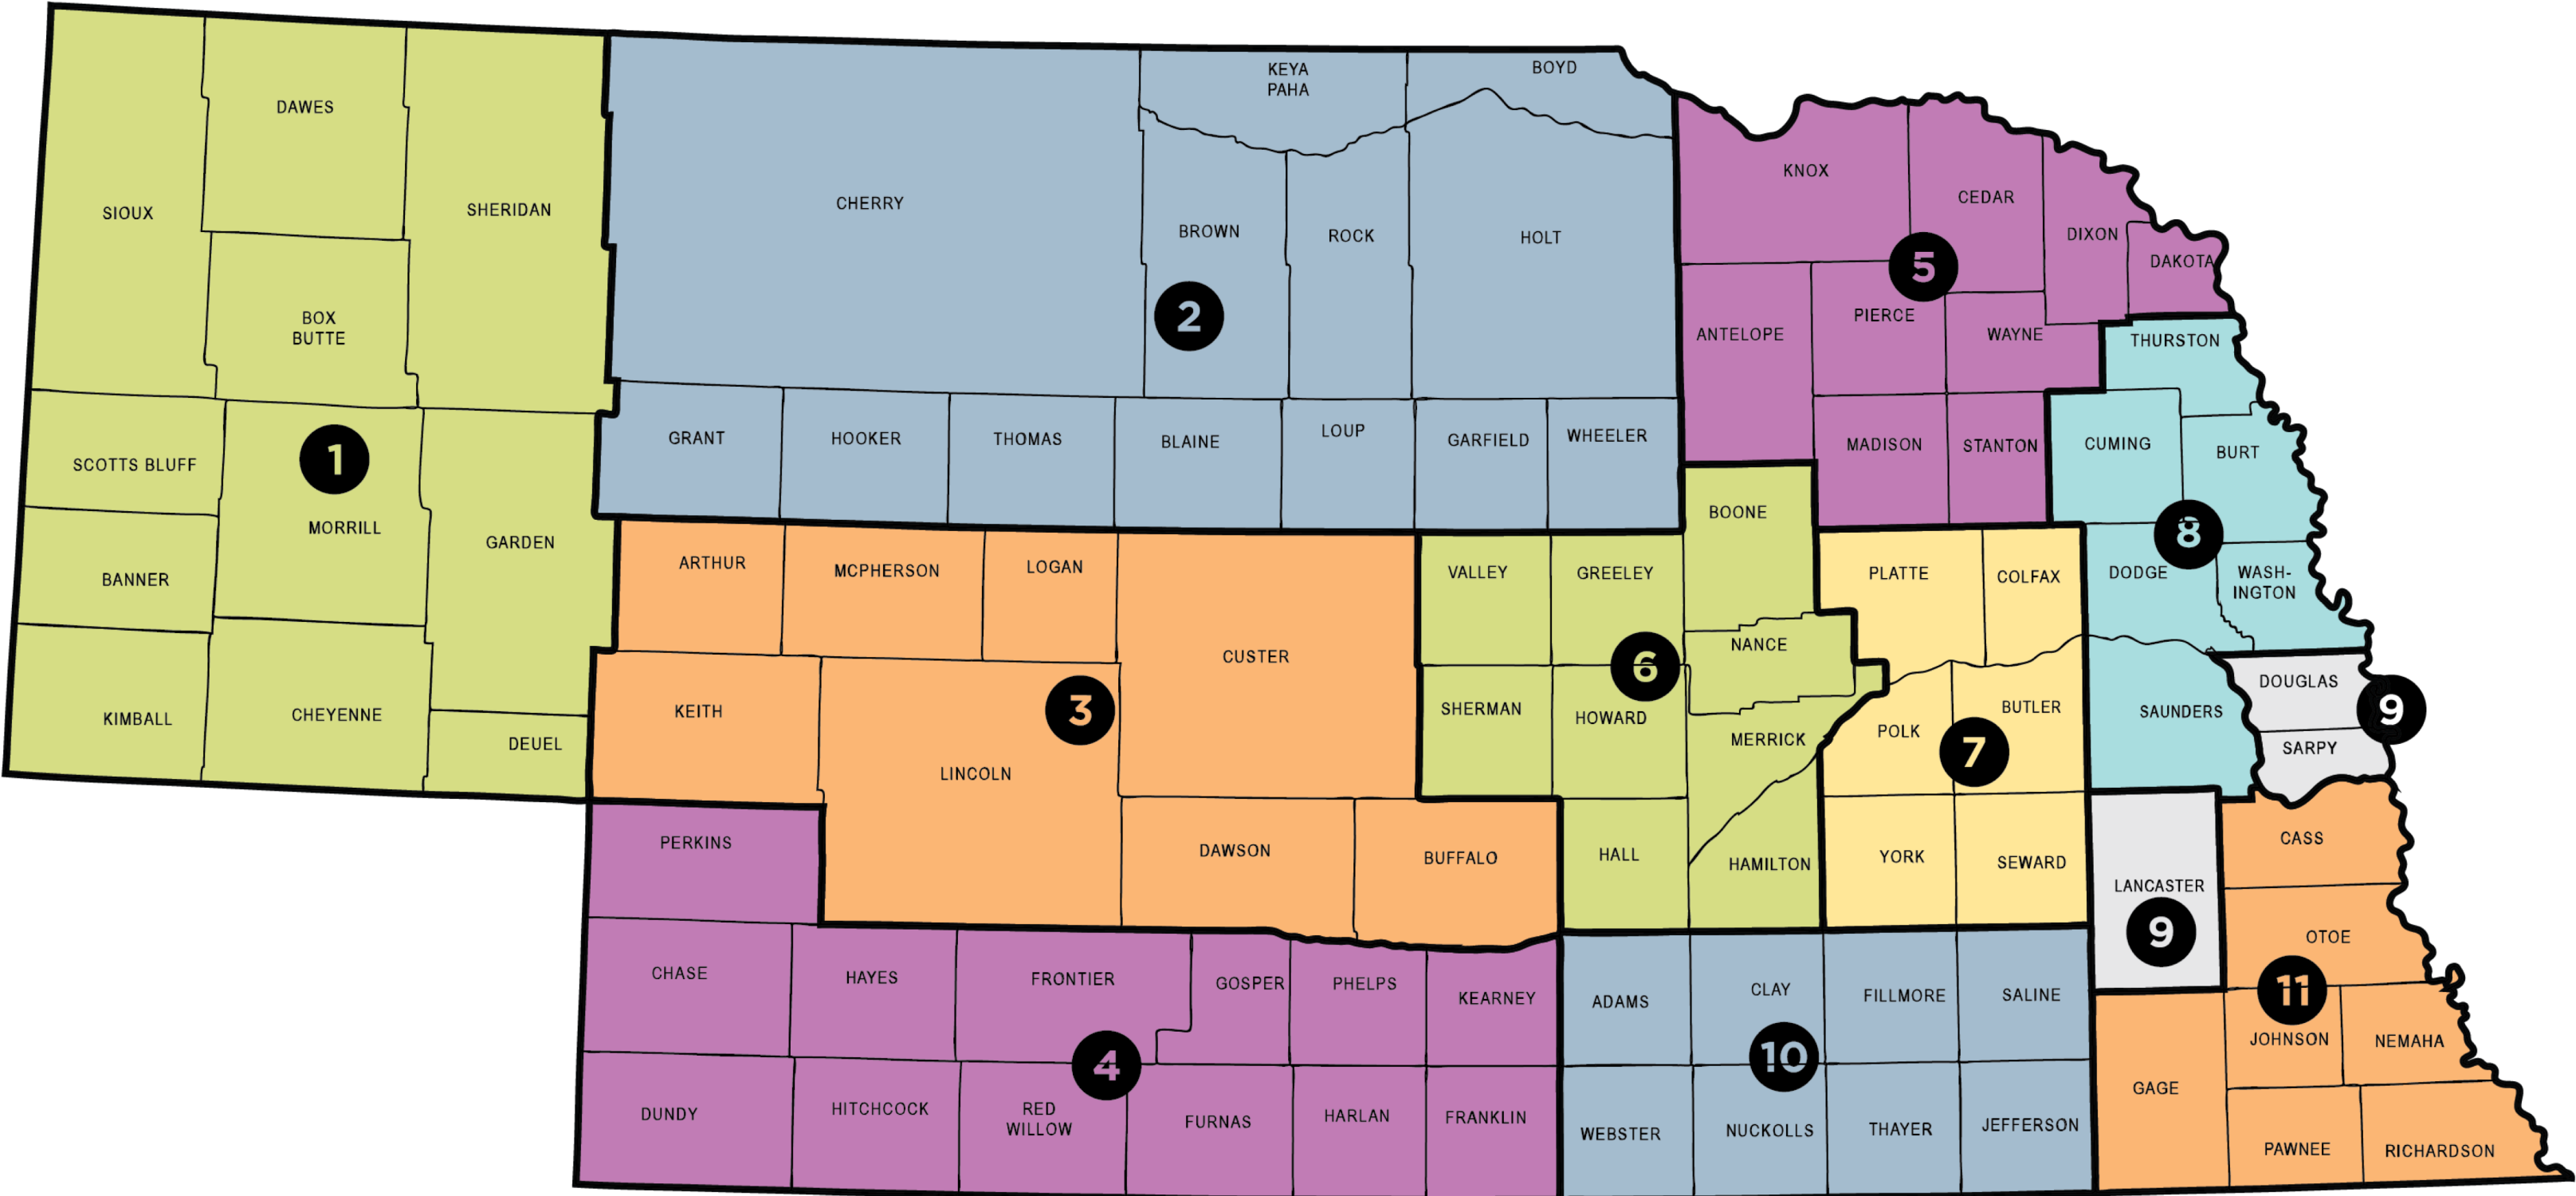 SIOUX
DAWES
BOX
BUTTE
SHERIDAN
SCOTTS BLUFF
1
MORRILL
GARDEN
BANNER
KIMBALL
CHEYENNE
DEUEL
CHERRY
KEYA
PAHA
BOYD
BROWN
ROCK
HOLT
2
GRANT
HOOKER
THOMAS
BLAINE
LOUP
GARFIELD
WHEELER
ARTHUR
MCPHERSON
LOGAN
CUSTER
KEITH
3
LINCOLN
DAWSON
BUFFALO
PERKINS
CHASE
HAYES
FRONTIER
GOSPER
PHELPS
KEARNEY
4
DUNDY
HITCHCOCK
RED
WILLOW
FURNAS
HARLAN
FRANKLIN
KNOX
CEDAR
DIXON
DAKOTA
5
ANTELOPE
PIERCE
WAYNE
MADISON
STANTON
BOONE
VALLEY
GREELEY
NANCE
6
SHERMAN
HOWARD
MERRICK
HALL
HAMILTON
PLATTE
COLFAX
POLK
BUTLER
7
YORK
SEWARD
THURSTON
CUMING
BURT
8
DODGE
WASH-
INGTON
SAUNDERS
DOUGLAS
9
SARPY
LANCASTER
9
ADAMS
CLAY
FILLMORE
SALINE
10
WEBSTER
NUCKOLLS
THAYER
JEFFERSON
CASS
OTOE
11
JOHNSON
NEMAHA
GAGE
PAWNEE
RICHARDSON